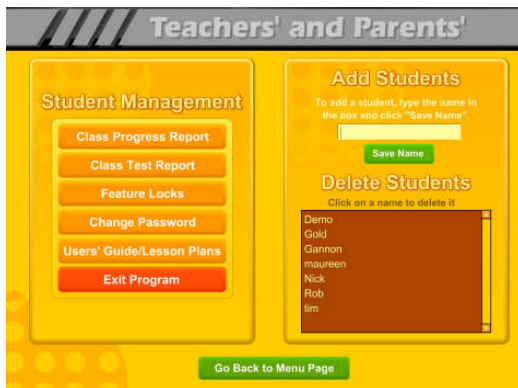 Teachers' and Parents'
Student Management
Class Progress Report
Class Test Report
Feature Locks
Change Password
Users' Guide/Lesson Plans
Exit Program
Add Students
To add a student, type the name in
the box and click "Save Name".
Save Name
Delete Students
Click on a name to delete it
Demo
Gold
Gannon
maureen
Nick
Rob
tim
Go Back to Menu Page